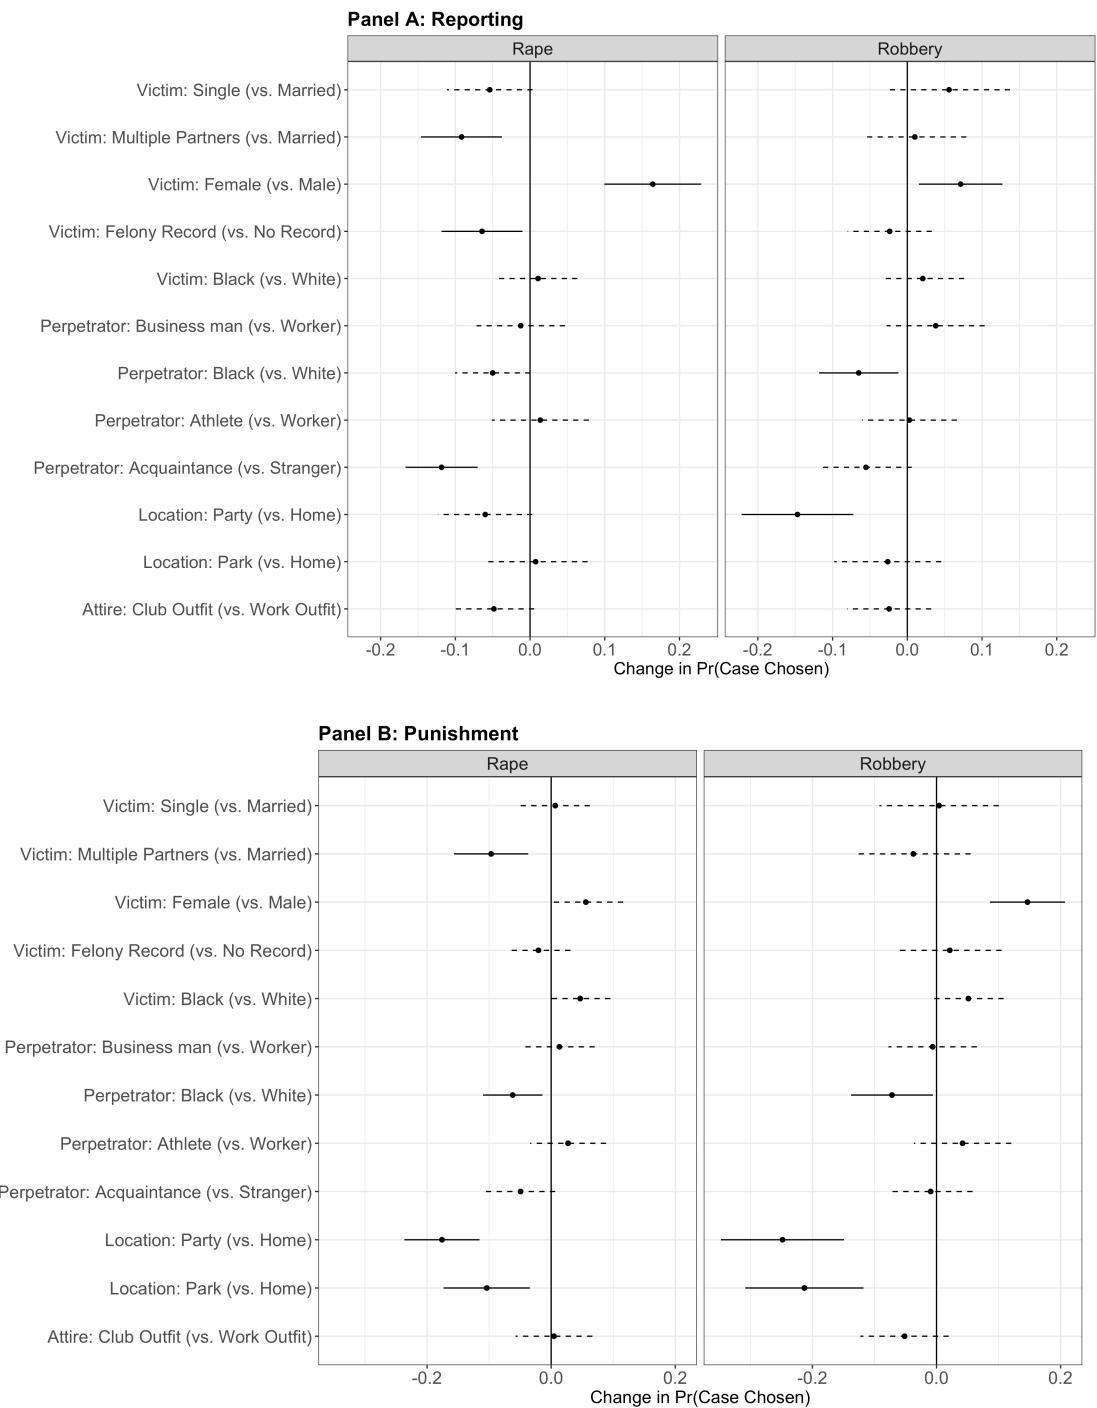 Panel A: Reporting
Rape
Robbery
Victim: Single (vs. Married)
Victim: Multiple Partners (vs. Married)
Victim: Female (vs. Male)
Victim: Felony Record (vs. No Record)
Victim: Black (vs. White)
Perpetrator: Business man (vs. Worker)
Perpetrator: Black (vs. White)
Perpetrator: Athlete (vs. Worker)
Perpetrator: Acquaintance (vs. Stranger)
Location: Party (vs. Home)
Location: Park (vs. Home)
Attire: Club Outfit (vs. Work Outfit)
-0.2 -0.1 0.0 0.1 0.2 -0.2 -0.1 0.0 0.1 0.2
Change in Pr(Case Chosen)
Panel B: Punishment
Rape
Robbery
Victim: Single (vs. Married)
Victim: Multiple Partners (vs. Married)
Victim: Female (vs. Male)
Victim: Felony Record (vs. No Record)
Victim: Black (vs. White)
Perpetrator: Business man (vs. Worker)
Perpetrator: Black (vs. White)
Perpetrator: Athlete (vs. Worker)
Perpetrator: Acquaintance (vs. Stranger)
Location: Party (vs. Home)
Location: Park (vs. Home)
Attire: Club Outfit (vs. Work Outfit)
-0.2 0.0 0.2 -0.2 0.0 0.2
Change in Pr(Case Chosen)